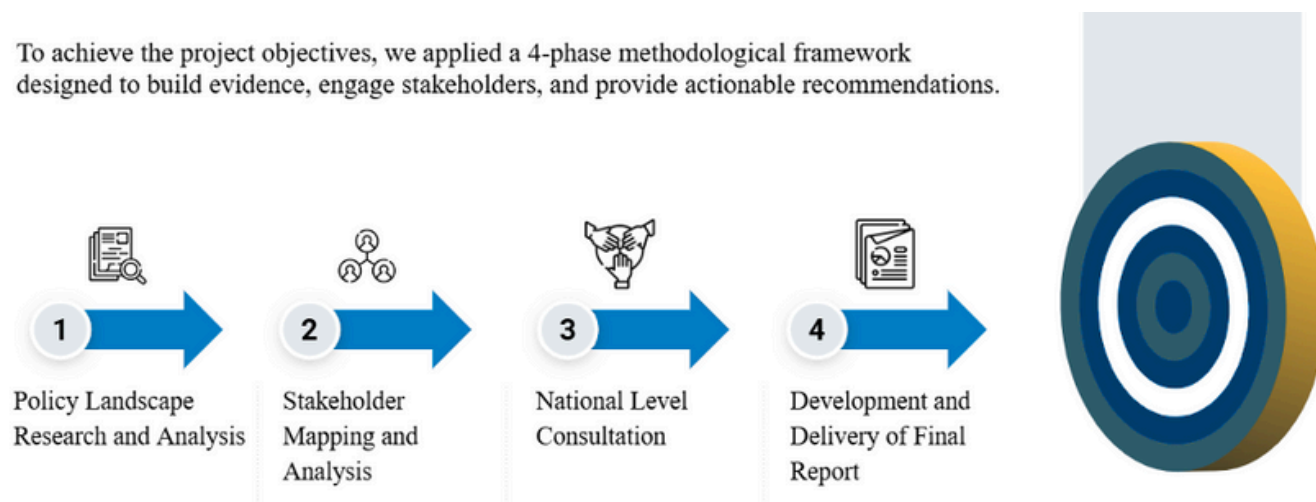 To achieve the project objectives, we applied a 4-phase methodological framework
designed to build evidence, engage stakeholders, and provide actionable recommendations.
1
Policy Landscape
Research and Analysis
2
Stakeholder
Mapping and
Analysis
3
National Level
Consultation
4
Development and
Delivery of Final
Report